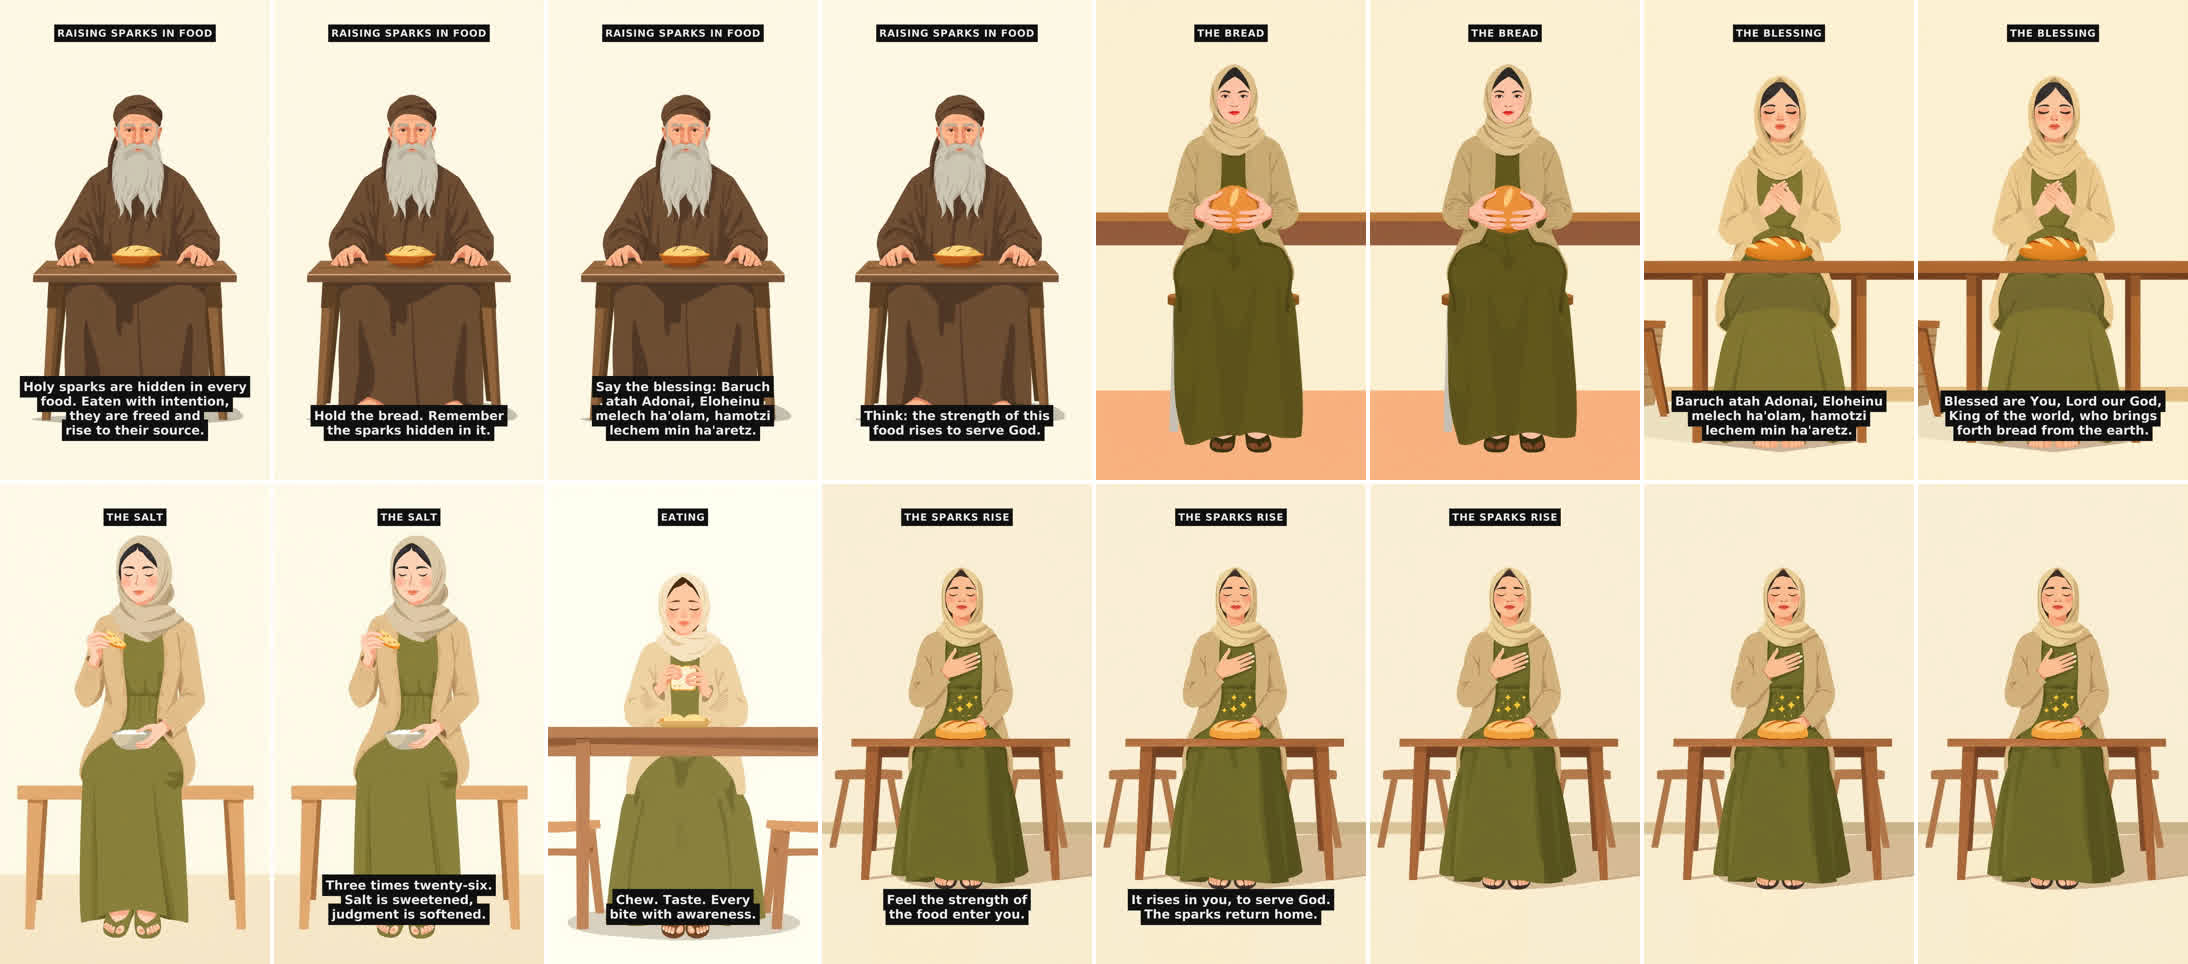 RAISING SPARKS IN FOOD
Holy sparks are hidden in every
food. Eaten with intention,
they are freed and
rise to their source.
RAISING SPARKS IN FOOD
Hold the bread. Remember
the sparks hidden in it.
RAISING SPARKS IN FOOD
Say the blessing: Baruch
atah Adonai, Eloheinu
melech ha'olam, hamotzi
lechem min ha'aretz.
RAISING SPARKS IN FOOD
Think: the strength of this
food rises to serve God.
THE BREAD
THE BREAD
THE BLESSING
Baruch atah Adonai, Eloheinu
melech ha'olam, hamotzi
lechem min ha'aretz.
THE BLESSING
Blessed are You, Lord our God,
King of the world, who brings
forth bread from the earth.
THE SALT
THE SALT
Three times twenty-six.
Salt is sweetened,
judgment is softened.
EATING
Chew. Taste. Every
bite with awareness.
THE SPARKS RISE
Feel the strength of
the food enter you.
THE SPARKS RISE
It rises in you, to serve God.
The sparks return home.
THE SPARKS RISE